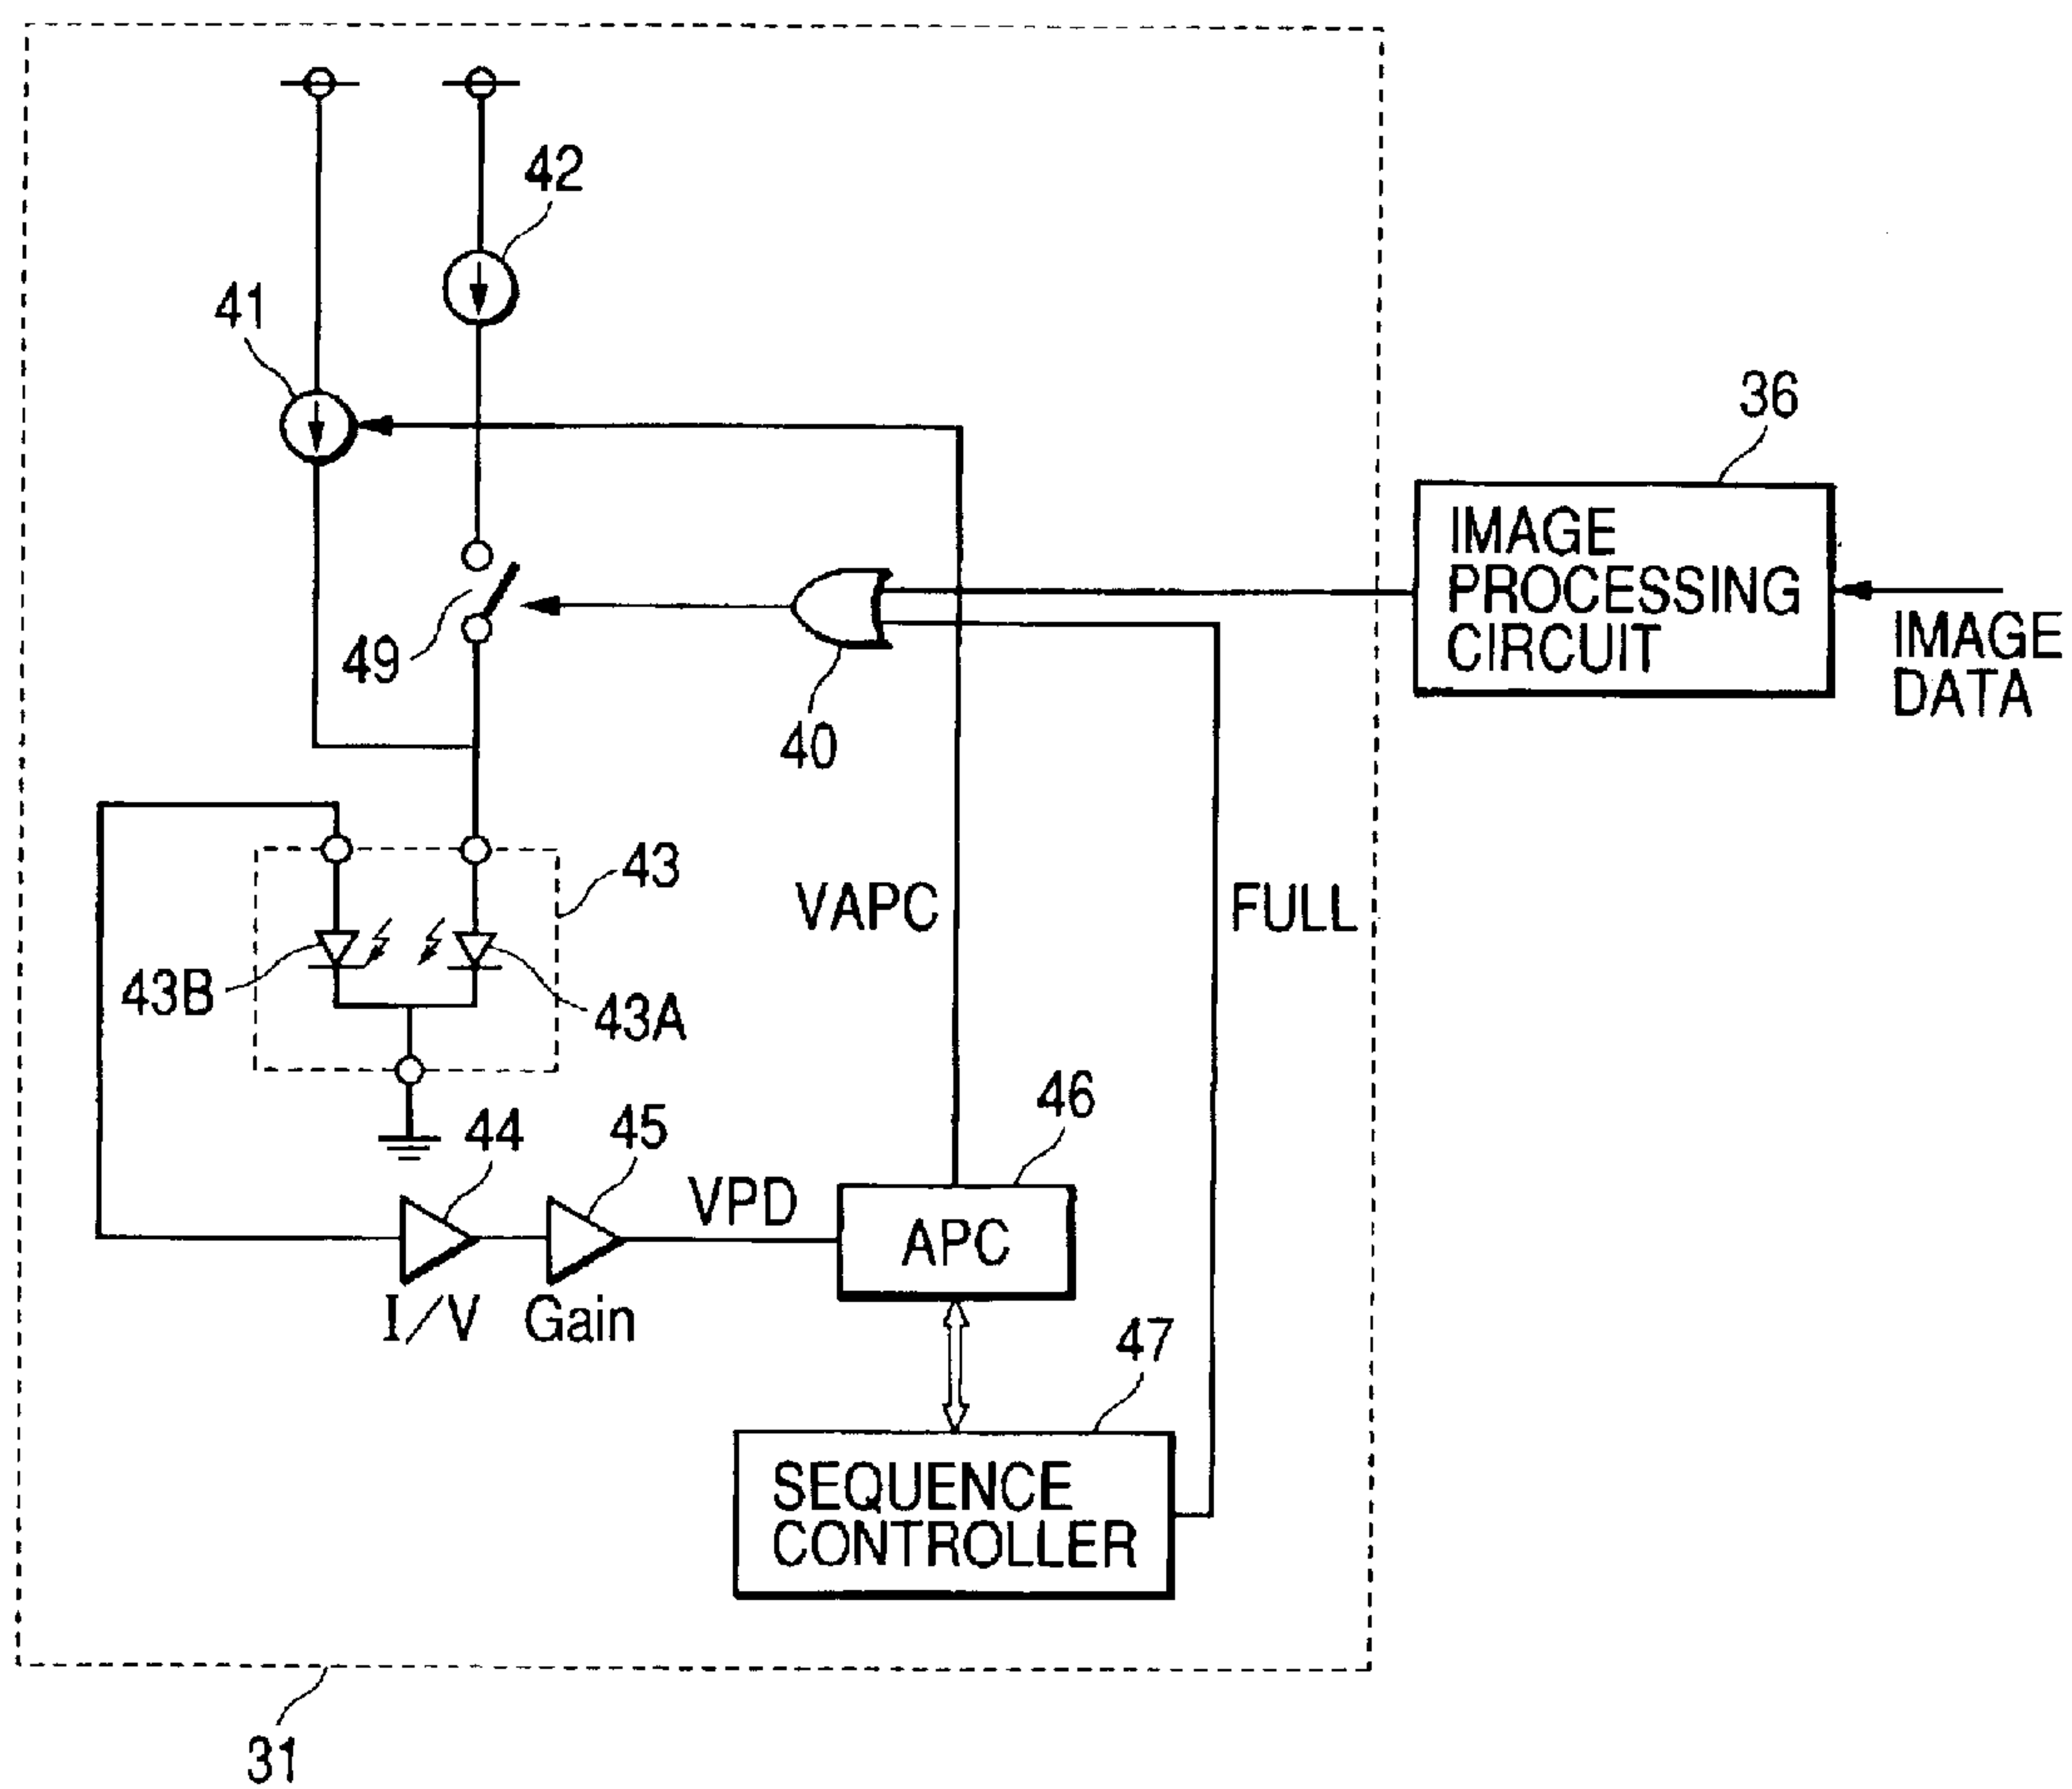 42
41
36
IMAGE
PROCESSING
CIRCUIT
IMAGE
DATA
49
40
43
VAPC
FULL
43B
43A
44
45
46
VPD
APC
I/V
Gain
47
SEQUENCE
CONTROLLER
31